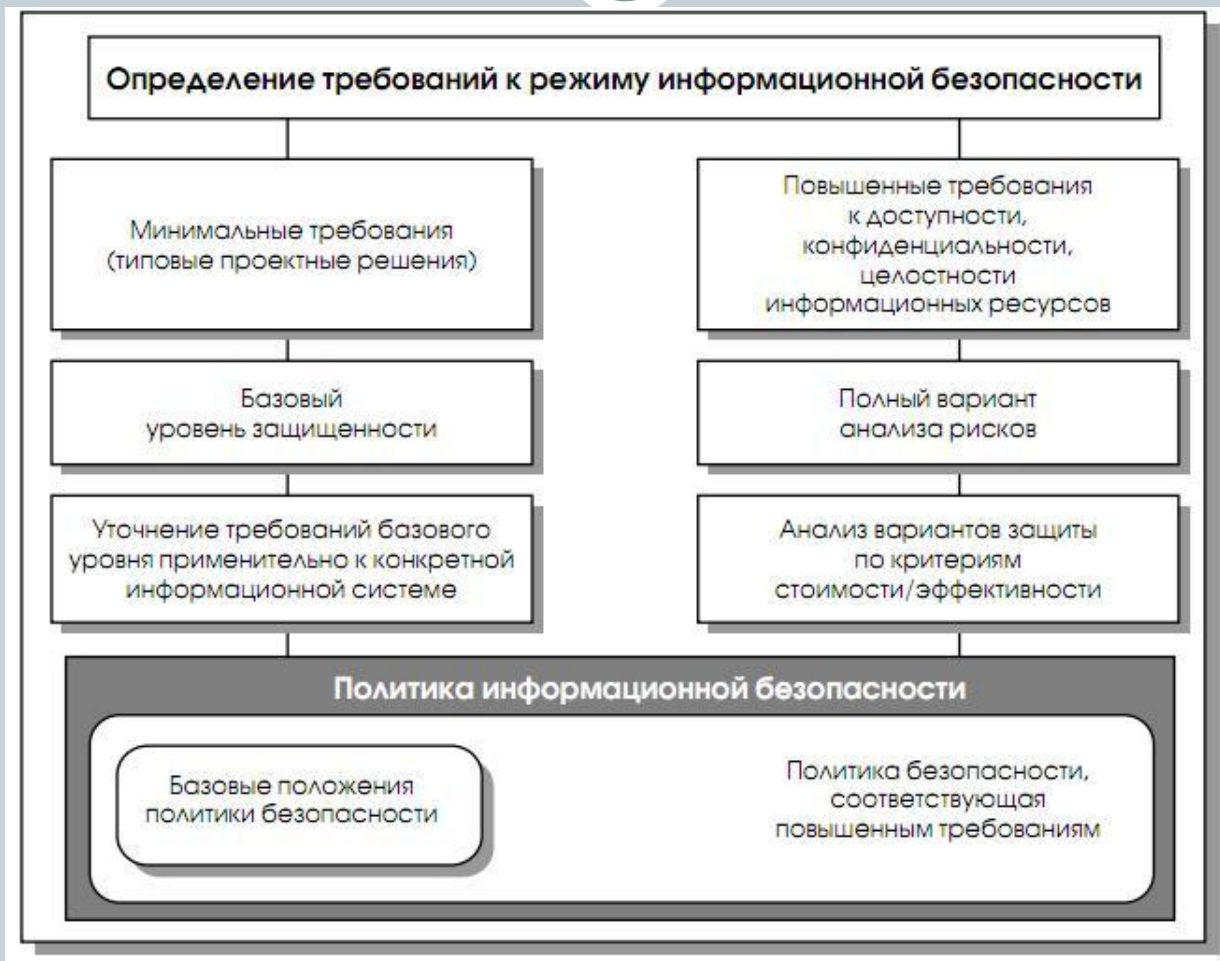 Определение требований к режиму информационной безопасности
Минимальные требования
(типовые проектные решения)
Повышенные требования
к доступности,
конфиденциальности,
целостности
информационных ресурсов
Базовый
уровень защищенности
Полный вариант
анализа рисков
Уточнение требований базового
уровня применительно к конкретной
информационной системе
Анализ вариантов защиты
по критериям
стоимости/эффективности
Политика информационной безопасности
Базовые положения
политики безопасности
Политика безопасности,
соответствующая
повышенным требованиям